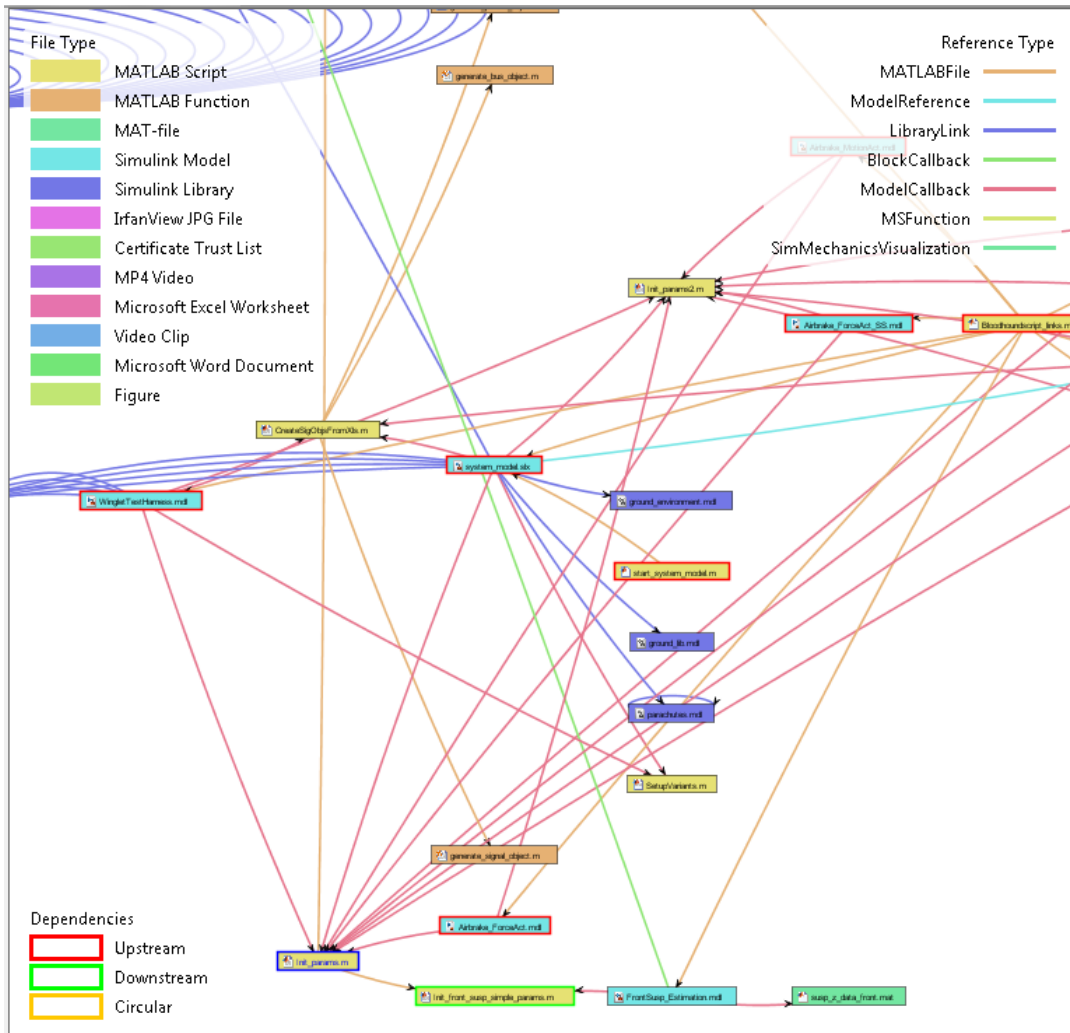 generate_bus_object.m
File Type
MATLAB Script
MATLAB Function
MAT-file
Simulink Model
Simulink Library
IrfanView JPG File
Certificate Trust List
MP4 Video
Microsoft Excel Worksheet
Video Clip
Microsoft Word Document
Figure
Reference Type
MATLABFile
ModelReference
LibraryLink
BlockCallback
ModelCallback
MSFunction
SimMechanicsVisualization
Airbrake_MotionAct.mdl
Init_params2.m
Airbrake_ForceAct_SS.mdl
Bloodhoundscript_links.m
CreateSigObjsFromXls.m
system_model.slx
WingletTestHarness.mdl
ground_environment.mdl
start_system_model.m
ground_lib.mdl
parachutes.mdl
SetupVariants.m
generate_signal_object.m
Airbrake_ForceAct.mdl
Init_params.m
Init_front_susp_simple_params.m
FrontSusp_Estimation.mdl
susp_z_data_front.mat
Dependencies
Upstream
Downstream
Circular